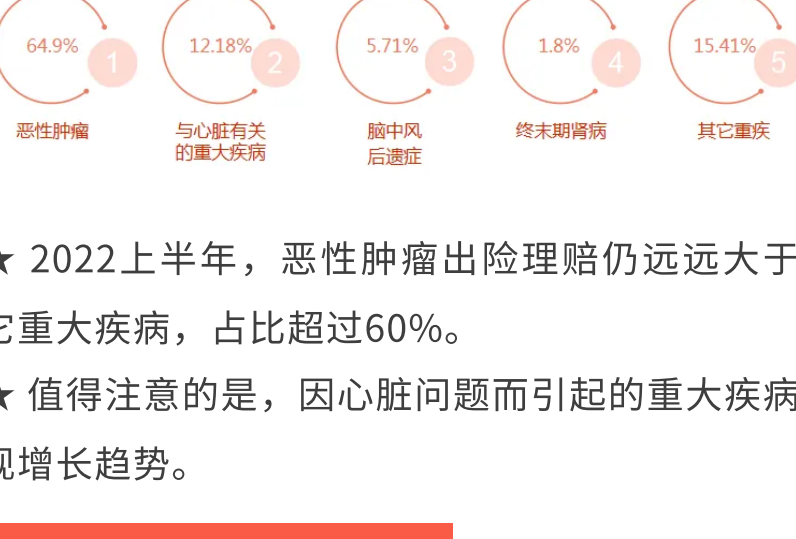 64.9%
1
12.18%
2
5.71%
3
1.8%
4
15.41%
5
恶性肿瘤
与心脏有关
的重大疾病
脑中风
后遗症
终末期肾病
其它重疾
★ 2022上半年，恶性肿瘤出险理赔仍远远大于
它重大疾病，占比超过60%。
★ 值得注意的是，因心脏问题而引起的重大疾病
现增长趋势。